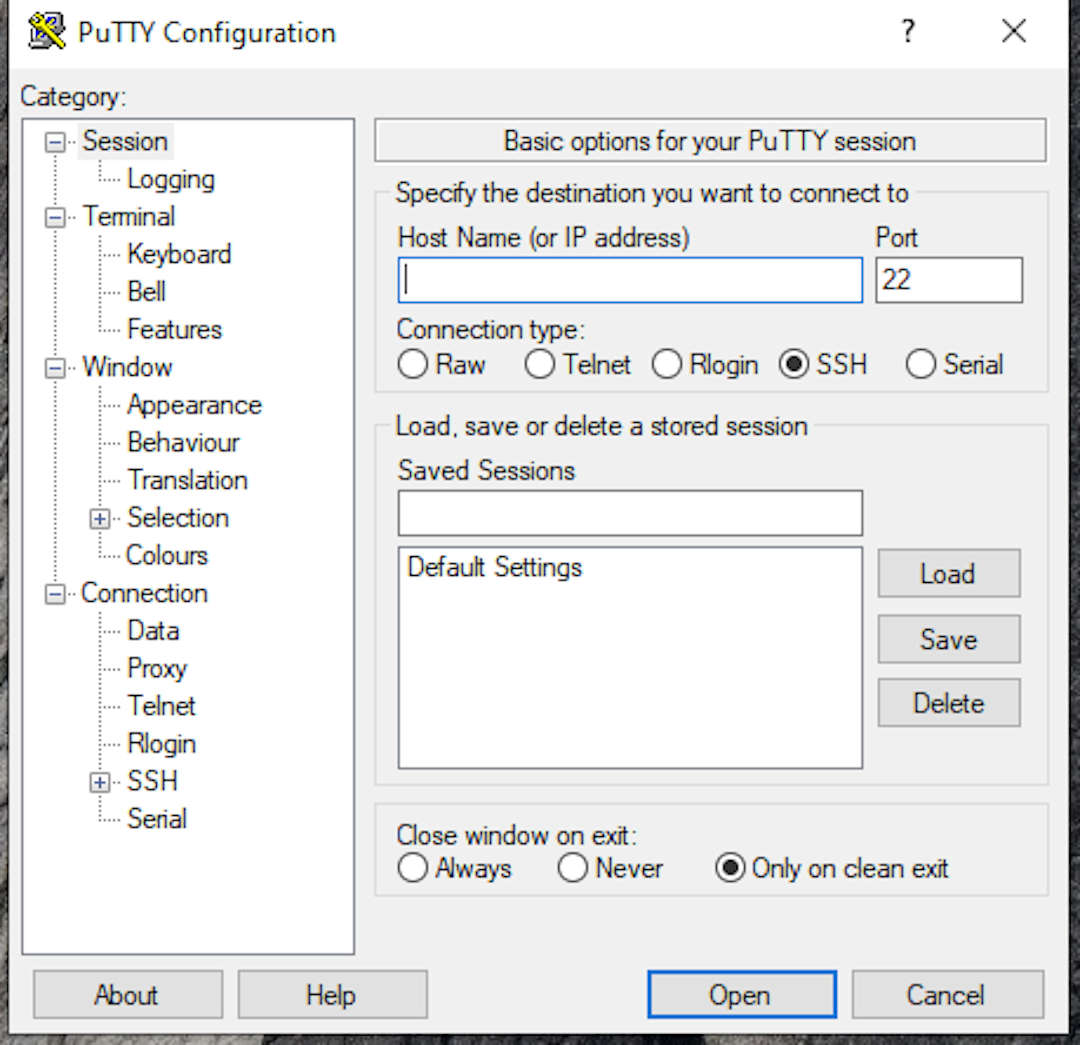 PuTTY Configuration
?
Category:
Session
Logging
Terminal
Keyboard
Bell
Features
Window
Appearance
Behaviour
Translation
Selection
Colours
Connection
Data
Proxy
Telnet
Rlogin
SSH
Serial
Basic options for your PuTTY session
Specify the destination you want to connect to
Host Name (or IP address) Port
22
Connection type:
Raw Telnet Rlogin SSH Serial
Load, save or delete a stored session
Saved Sessions
Default Settings
Load
Save
Delete
Close window on exit:
Always Never Only on clean exit
About Help Open Cancel